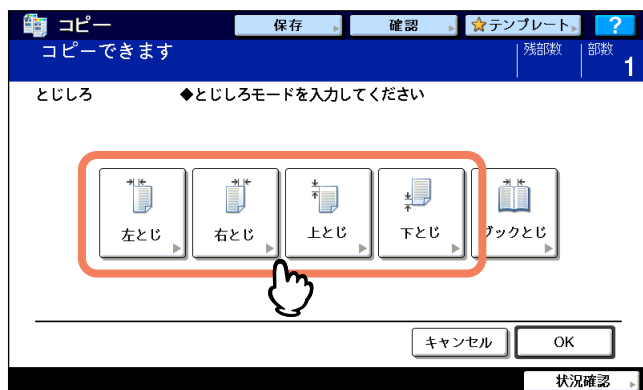 コピー 保存 確認 テンプレート ?
コピーできます 残部数 部数 1
とじしろ ◆とじしろモードを入力してください
左とじ 右とじ 上とじ 下とじ ブックとじ
キャンセル OK
状況確認